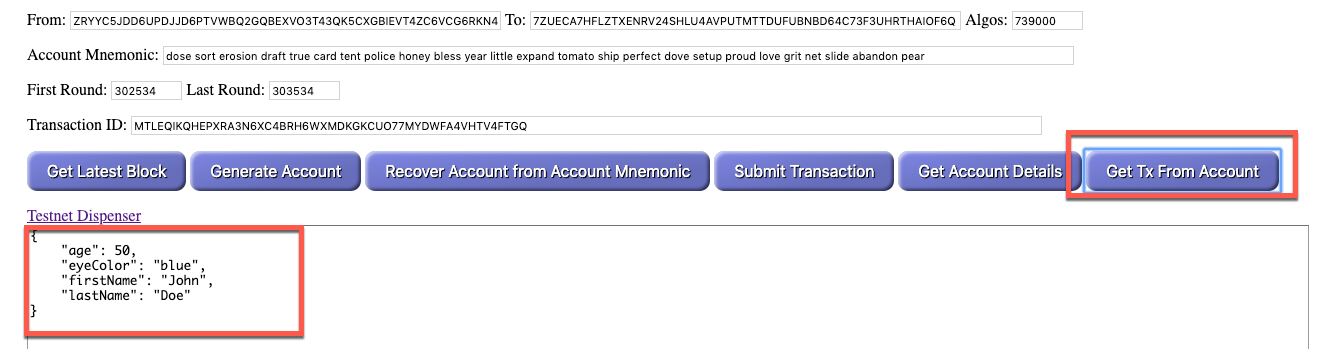 From: ZRYYC5JDD6UPDJJD6PTVWBQ2GQBEXVO3T43QK5CXGBIEVT4ZC6VCG6RKN4 To: 7ZUECA7HFLZTXENRV24SHLU4AVPUTMTTDUFUBNBD64C73F3UHRTHAIOF6Q Algos: 739000
Account Mnemonic: dose sort erosion draft true card tent police honey bless year little expand tomato ship perfect dove setup proud love grit net slide abandon pear
First Round: 302534 Last Round: 303534
Transaction ID: MTLEQIKQHEPXRA3N6XC4BRH6WXMDKGKCUO77MYDWFA4VHTV4FTGQ
Get Latest Block Generate Account Recover Account from Account Mnemonic Submit Transaction Get Account Details Get Tx From Account
Testnet Dispenser
{
    "age": 50,
    "eyeColor": "blue",
    "firstName": "John",
    "lastName": "Doe"
}